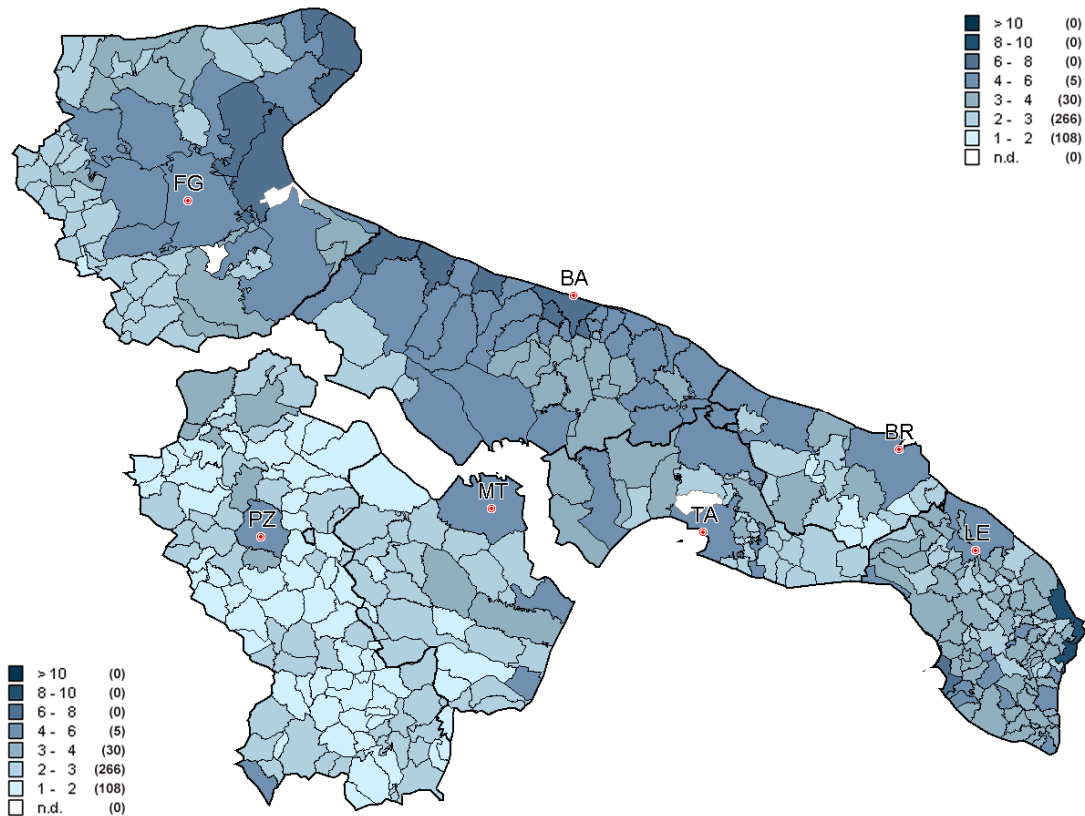 > 10 (0)
8 - 10 (0)
6 - 8 (0)
4 - 6 (5)
3 - 4 (30)
2 - 3 (266)
1 - 2 (108)
n.d. (0)
FG
BA
BR
MT
TA
PZ
LE
> 10 (0)
8 - 10 (0)
6 - 8 (0)
4 - 6 (5)
3 - 4 (30)
2 - 3 (266)
1 - 2 (108)
n.d. (0)